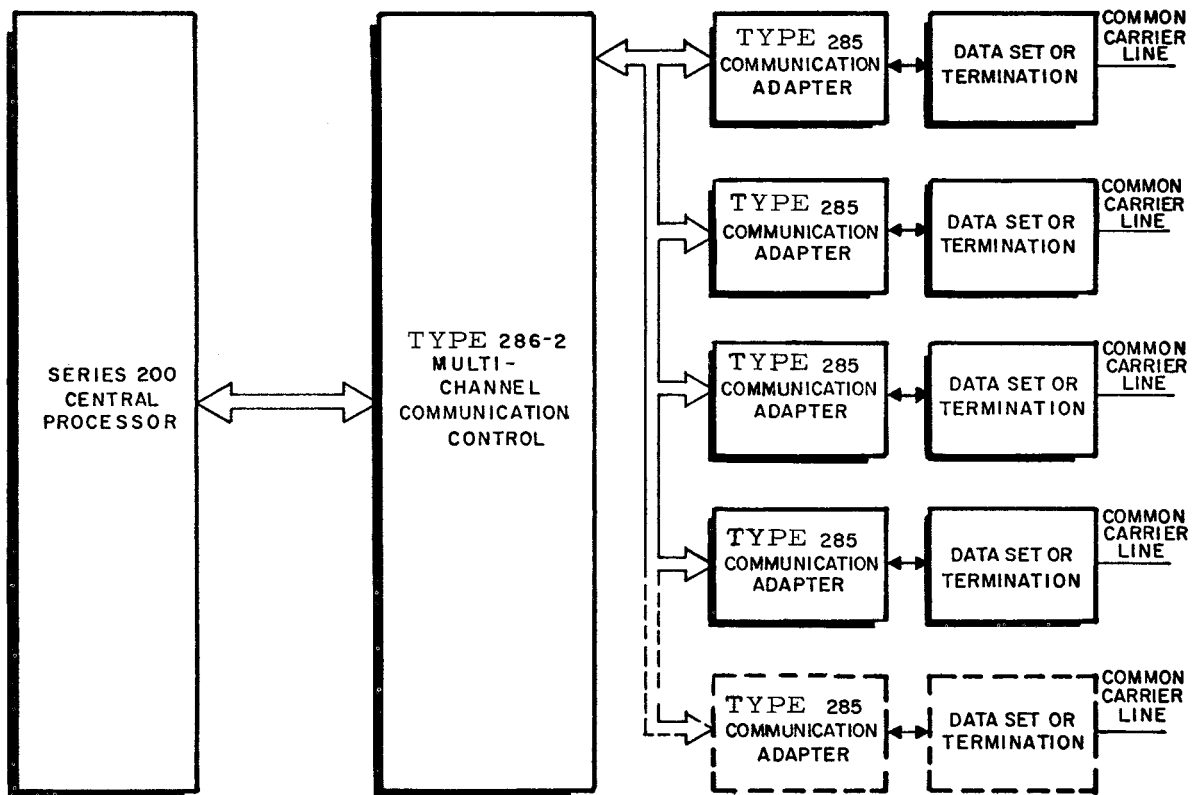 SERIES 200
CENTRAL
PROCESSOR
TYPE 286-2
MULTI-
CHANNEL
COMMUNICATION
CONTROL
TYPE 285
COMMUNICATION
ADAPTER
DATA SET OR
TERMINATION
COMMON
CARRIER
LINE
TYPE 285
COMMUNICATION
ADAPTER
DATA SET OR
TERMINATION
COMMON
CARRIER
LINE
TYPE 285
COMMUNICATION
ADAPTER
DATA SET OR
TERMINATION
COMMON
CARRIER
LINE
TYPE 285
COMMUNICATION
ADAPTER
DATA SET OR
TERMINATION
COMMON
CARRIER
LINE
TYPE 285
COMMUNICATION
ADAPTER
DATA SET OR
TERMINATION
COMMON
CARRIER
LINE